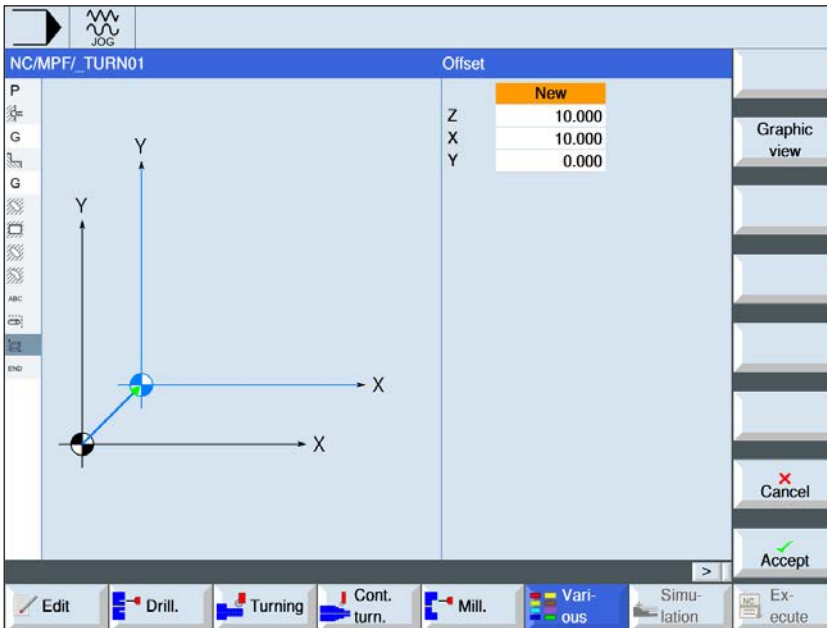 JOG
NC/MPF/_TURN01
Offset
P
G
G
ABC
END
Y
Y
X
X
New
Z 10.000
X 10.000
Y 0.000
Graphic
view
Cancel
Accept
>
Edit
Drill.
Turning
Cont.
turn.
Mill.
Vari-
ous
Simu-
lation
NC
Ex-
ecute